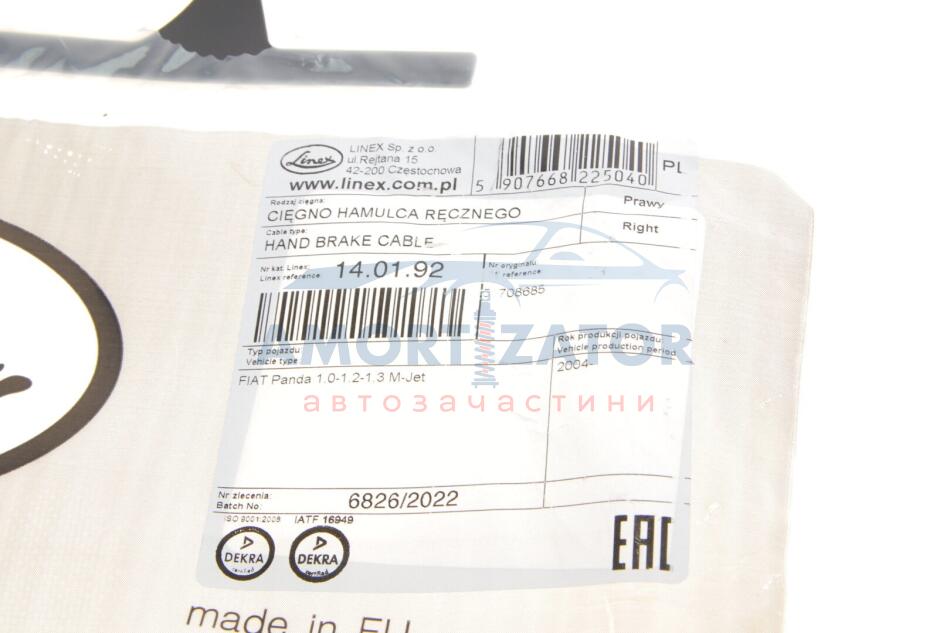 Linex
LINEX Sp. z o.o.
ul.Rejtana 15
42-200 Częstochowa
www.linex.com.pl
5 907668 225040
PL
Rodzaj cięgna:
CIĘGNO HAMULCA RĘCZNEGO
Prawy
Cable type:
HAND BRAKE CABLE
Right
Nr kat. Linex:
Linex reference:
14.01.92
Nr oryginału
reference:
708685
AMORTIZATOR
автозачастини
Typ pojazdu
Vehicle type
Rok produkcji pojazdu:
Vehicle production period
2004-
FIAT Panda 1.0-1.2-1.3 M-Jet
Nr zlecenia:
Batch No:
6826/2022
ISO 9001:2008
IATF 16949
DEKRA
DEKRA
EAC
made in EU